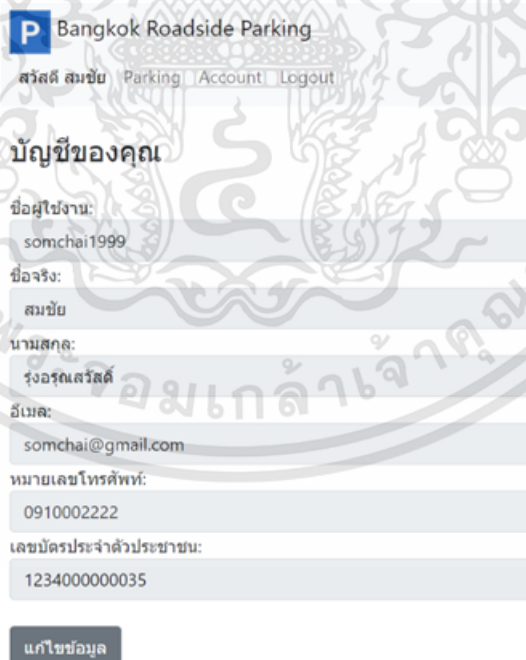 P Bangkok Roadside Parking
สวัสดี สมชัย Parking Account Logout
บัญชีของคุณ
ชื่อผู้ใช้งาน:
somchai1999
ชื่อจริง:
สมชัย
นามสกุล:
รุ่งอรุณเสวัสดิ์
อีเมล:
somchai@gmail.com
หมายเลขโทรศัพท์:
0910002222
เลขบัตรประจำตัวประชาชน:
1234000000035
แก้ไขข้อมูล